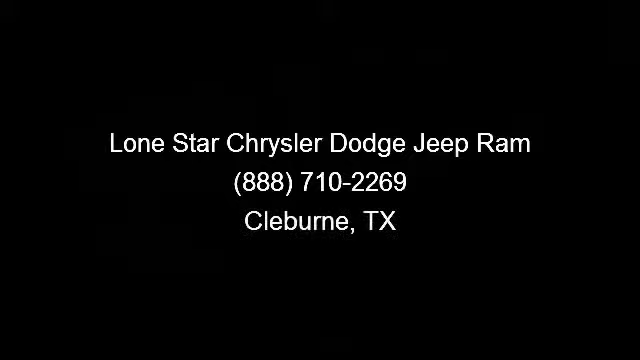 Lone Star Chrysler Dodge Jeep Ram
(888) 710-2269
Cleburne, TX